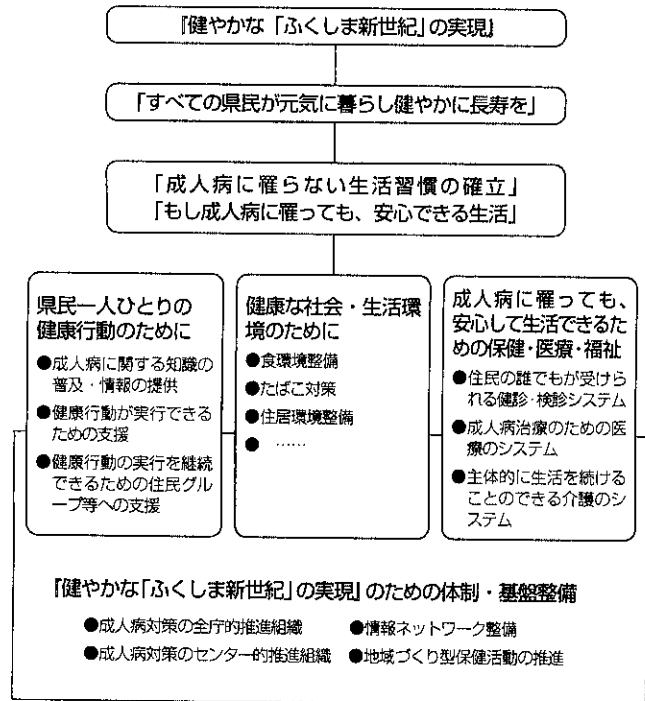 『健やかな「ふくしま新世紀」の実現』
「すべての県民が元気に暮らし健やかに長寿を」
「成人病に罹らない生活習慣の確立」
「もし成人病に罹っても、安心できる生活」
県民一人ひとりの
健康行動のために
●成人病に関する知識の
普及・情報の提供
●健康行動が実行できる
ための支援
●健康行動の実行を継続
できるための住民グル
ープ等への支援
健康な社会・生活環
境のために
●食環境整備
●たばこ対策
●住居環境整備
● ……
成人病に罹っても、
安心して生活できるた
めの保健・医療・福祉
●住民の誰でもが受けら
れる健診・検診システム
●成人病治療のための医
療のシステム
●主体的に生活を続ける
ことのできる介護のシ
ステム
『健やかな「ふくしま新世紀」の実現』のための体制・基盤整備
●成人病対策の全庁的推進組織
●成人病対策のセンター的推進組織
●情報ネットワーク整備
●地域づくり型保健活動の推進